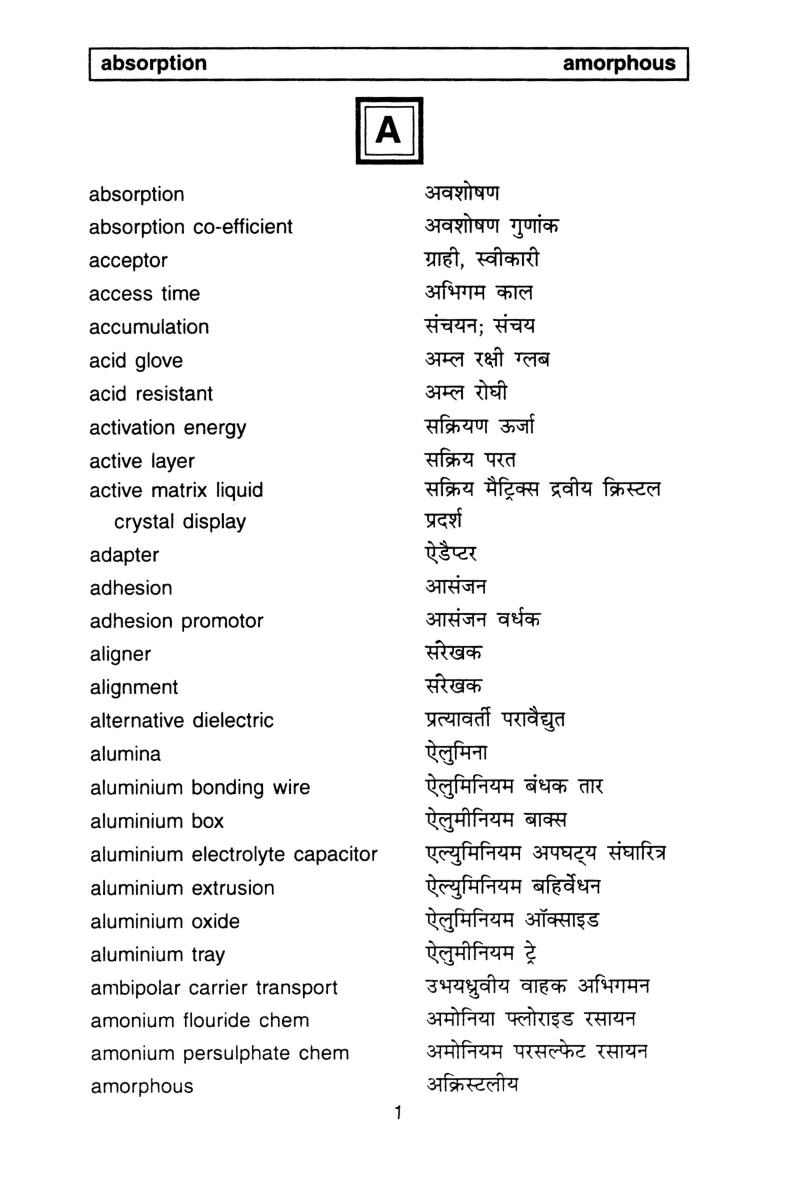 absorption amorphous
A
absorption अवशोषण
absorption co-efficient अवशोषण गुणांक
acceptor ग्राही, स्वीकारी
access time अभिगम काल
accumulation संचयन; संचय
acid glove अम्ल रक्षी ग्लब
acid resistant अम्ल रोघी
activation energy सक्रियण ऊर्जा
active layer सक्रिय परत
active matrix liquid सक्रिय मैट्रिक्स द्रवीय क्रिस्टल
crystal display प्रदर्श
adapter ऐडैप्टर
adhesion आसंजन
adhesion promotor आसंजन वर्धक
aligner संरेखक
alignment संरेखक
alternative dielectric प्रत्यावर्ती परावैद्युत
alumina ऐलुमिना
aluminium bonding wire ऐलुमिनियम बंधक तार
aluminium box ऐलुमीनियम बाक्स
aluminium electrolyte capacitor एल्युमिनियम अपघट्य संघारित्र
aluminium extrusion ऐल्युमिनियम बहिर्वेधन
aluminium oxide ऐलुमिनियम ऑक्साइड
aluminium tray ऐलुमीनियम ट्रे
ambipolar carrier transport उभयध्रुवीय वाहक अभिगमन
amonium flouride chem अमोनिया फ्लोराइड रसायन
amonium persulphate chem अमोनियम परसल्फेट रसायन
amorphous अक्रिस्टलीय
1